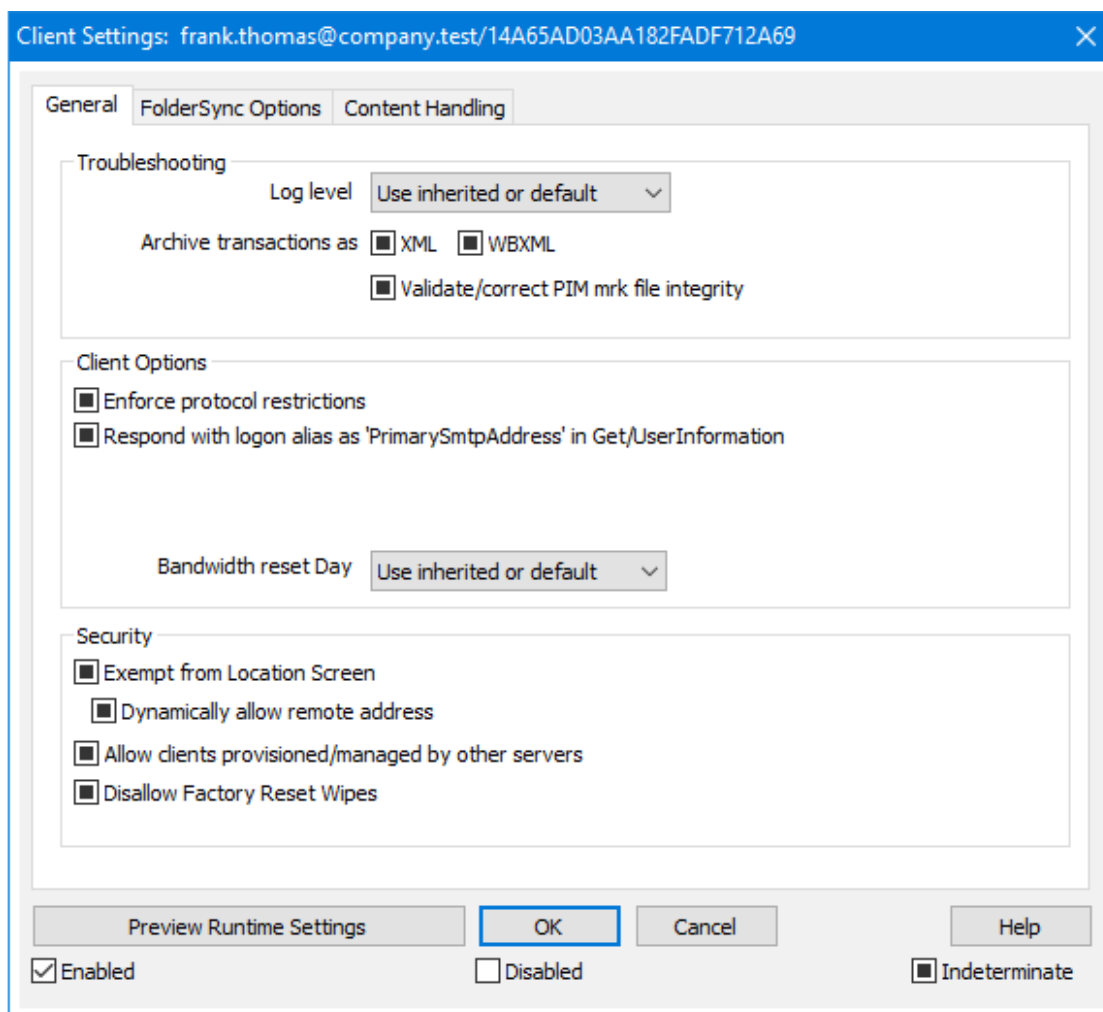 Client Settings: frank.thomas@company.test/14A65AD03AA182FADF712A69
General FolderSync Options Content Handling
Troubleshooting
Log level Use inherited or default
Archive transactions as XML WBXML
Validate/correct PIM mrk file integrity
Client Options
Enforce protocol restrictions
Respond with logon alias as 'PrimarySmtpAddress' in Get/UserInformation
Bandwidth reset Day Use inherited or default
Security
Exempt from Location Screen
Dynamically allow remote address
Allow clients provisioned/managed by other servers
Disallow Factory Reset Wipes
Preview Runtime Settings OK Cancel Help
Enabled Disabled Indeterminate